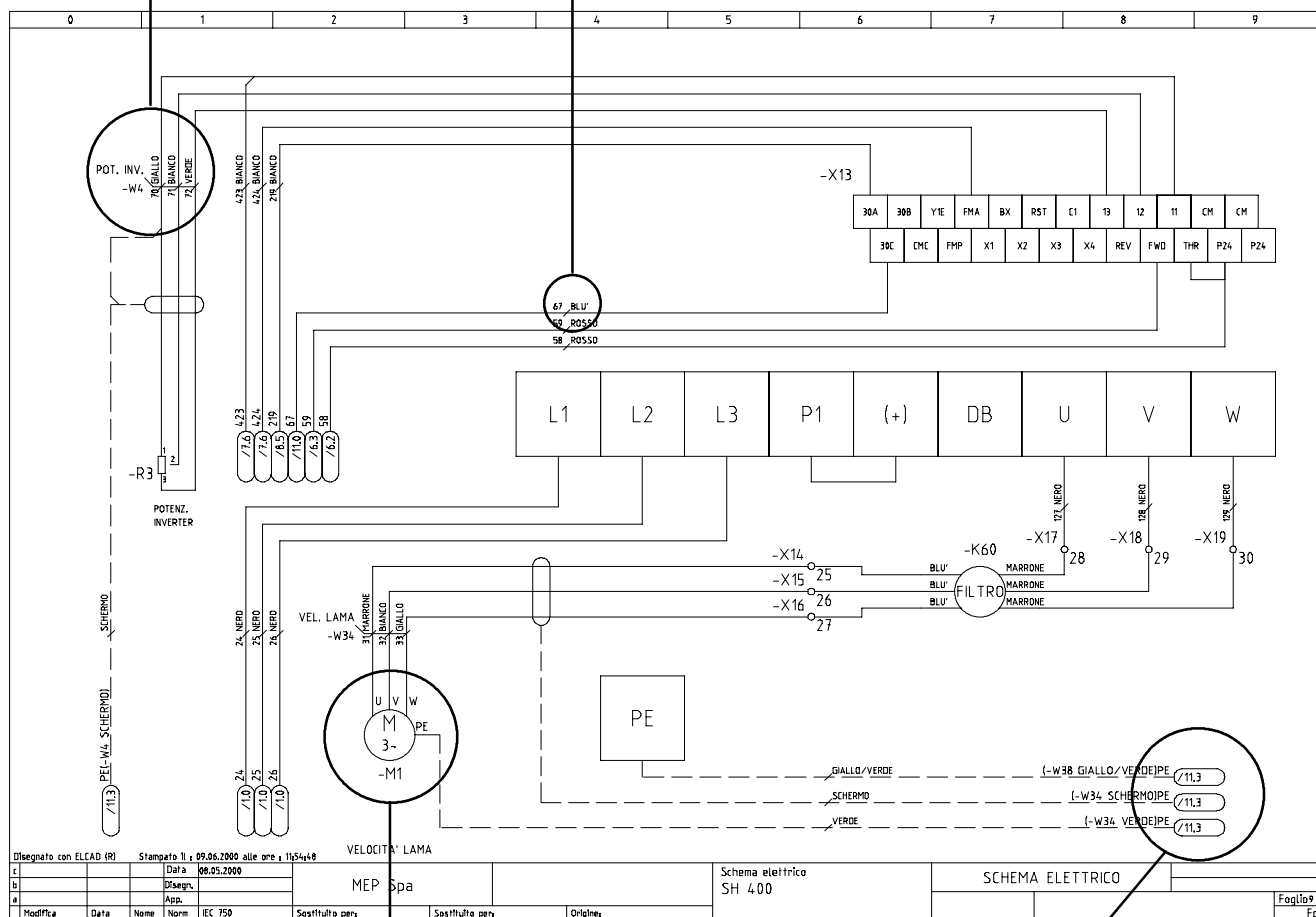 0 1 2 3 4 5 6 7 8 9
POT. INV.
-W4
70 GIALLO
71 BIANCO
72 VERDE
423 BIANCO
424 BIANCO
219 BIANCO
-X13
30A 30B Y1E FMA BX RST C1 13 12 11 CM CM
30C CMC FMP X1 X2 X3 X4 REV FWD THR P24 P24
67 BLU'
59 ROSSO
58 ROSSO
L1 L2 L3 P1 (+) DB U V W
423 424 219 67 59 58
/7.6 /7.6 /8.5 /11.0 /6.3 /6.2
-R3
1
2
3
POTENZ.
INVERTER
127 NERO
128 NERO
129 NERO
-X17 28
-X18 29
-X19 30
-X14 25
-X15 26
-X16 27
-K60
FILTRO
BLU' MARRONE
BLU' MARRONE
BLU' MARRONE
SCHERMO
24 NERO
25 NERO
26 NERO
VEL. LAMA
-W34
31 MARRONE
32 BIANCO
33 GIALLO
U V W
M
3~
PE
-M1
PE
PE(-W4 SCHERMO)
/11.3
24 25 26
/1.0 /1.0 /1.0
GIALLO/VERDE (-W38 GIALLO/VERDE)PE /11.3
SCHERMO (-W34 SCHERMO)PE /11.3
VERDE (-W34 VERDE)PE /11.3
VELOCITA' LAMA
Disegnato con ELCAD (R) Stampato il : 09.06.2000 alle ore : 11:54:48
c Data 08.05.2000
b Disegn.
a App.
Modifica Data Nome Norm IEC 750
MEP Spa
Sostituito per: Sostituito per: Origine:
Schema elettrico
SH 400
SCHEMA ELETTRICO
Foglio9